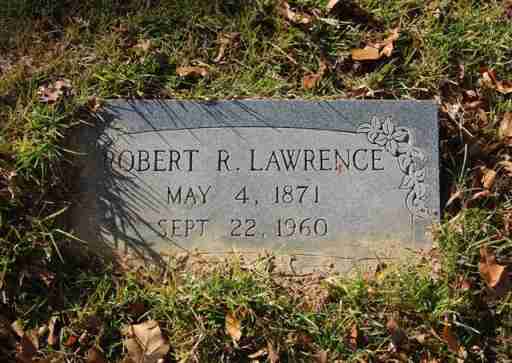 ROBERT R. LAWRENCE
MAY 4, 1871
SEPT 22, 1960